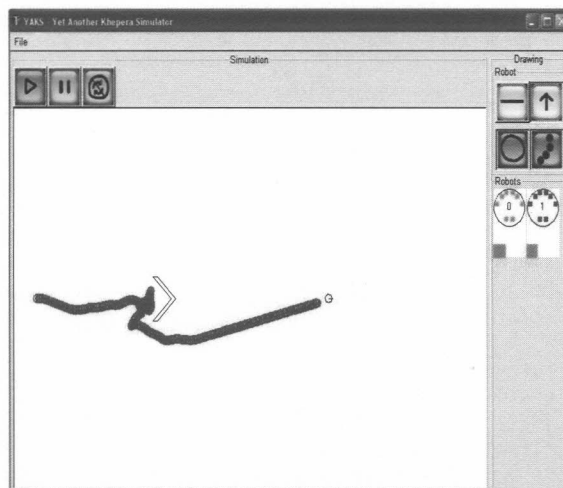 YAKS Yet Another Khepera Simulator
File
Simulation
Drawing
Robot
Robots
0 1